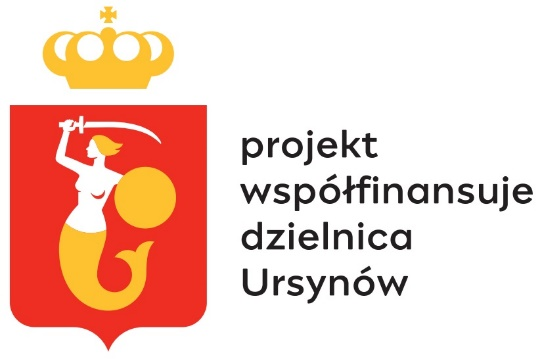 projekt
współfinansuje
dzielnica
Ursynów